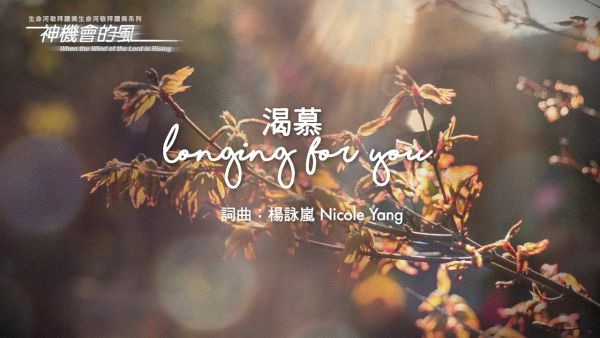 生命河敬拜讚美生命河敬拜讚美系列
神機會的風
When the Wind of the Lord Is Rising
渴慕
longing for you
詞曲：楊詠嵐 Nicole Yang